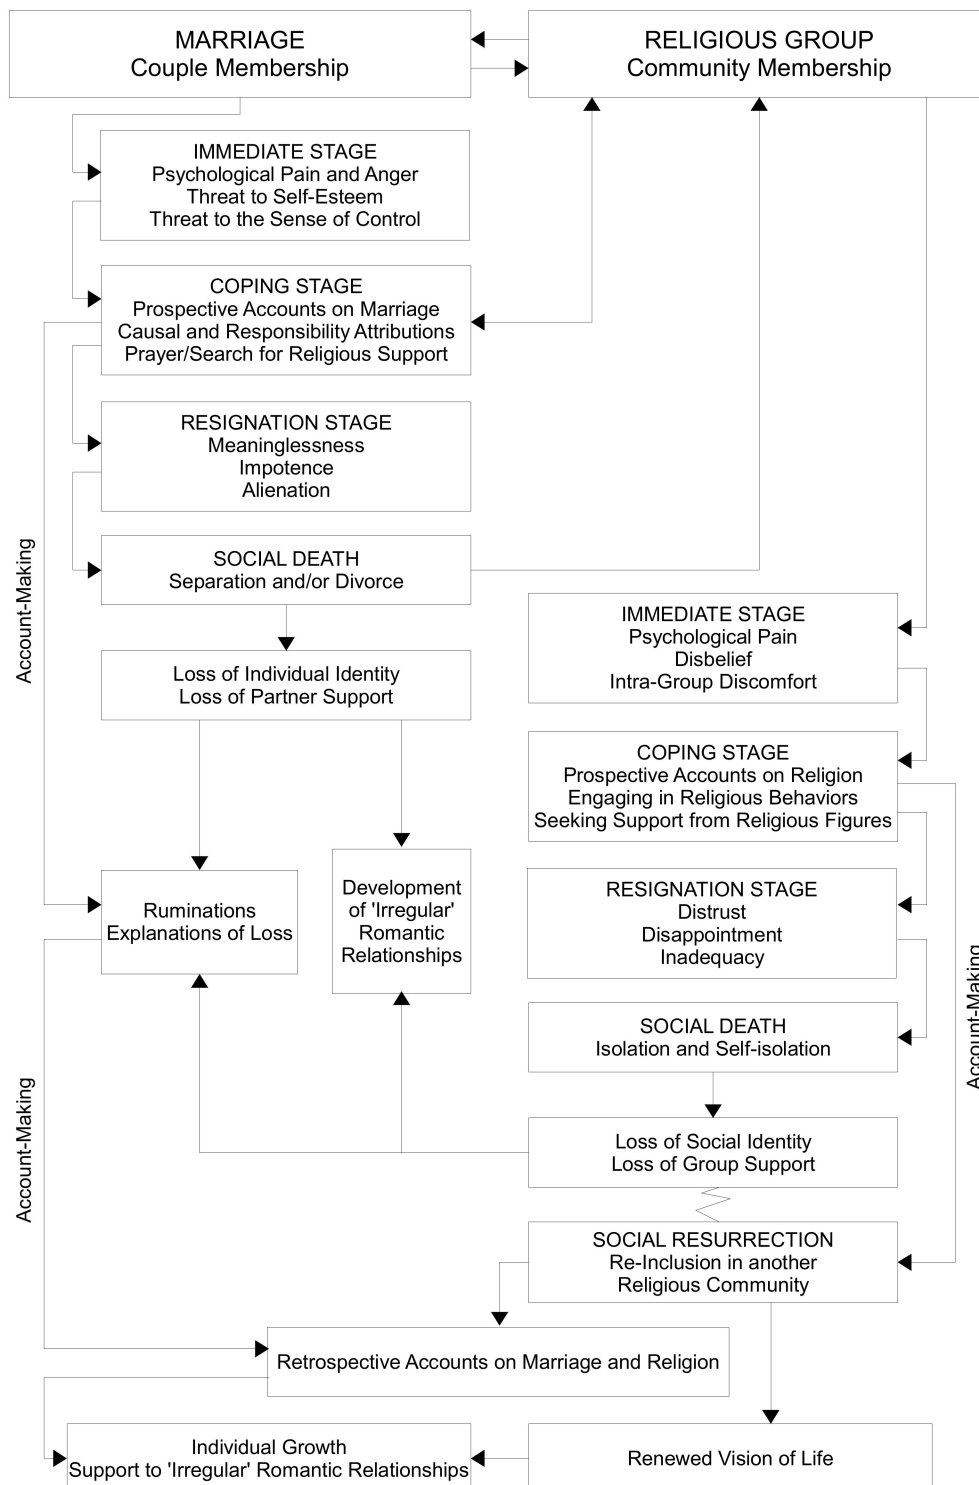 MARRIAGE
Couple Membership
RELIGIOUS GROUP
Community Membership
IMMEDIATE STAGE
Psychological Pain and Anger
Threat to Self-Esteem
Threat to the Sense of Control
COPING STAGE
Prospective Accounts on Marriage
Causal and Responsibility Attributions
Prayer/Search for Religious Support
RESIGNATION STAGE
Meaninglessness
Impotence
Alienation
SOCIAL DEATH
Separation and/or Divorce
Account-Making
Loss of Individual Identity
Loss of Partner Support
IMMEDIATE STAGE
Psychological Pain
Disbelief
Intra-Group Discomfort
COPING STAGE
Prospective Accounts on Religion
Engaging in Religious Behaviors
Seeking Support from Religious Figures
Ruminations
Explanations of Loss
Development
of 'Irregular'
Romantic
Relationships
RESIGNATION STAGE
Distrust
Disappointment
Inadequacy
Account-Making
SOCIAL DEATH
Isolation and Self-isolation
Account-Making
Loss of Social Identity
Loss of Group Support
SOCIAL RESURRECTION
Re-Inclusion in another
Religious Community
Retrospective Accounts on Marriage and Religion
Individual Growth
Support to 'Irregular' Romantic Relationships
Renewed Vision of Life